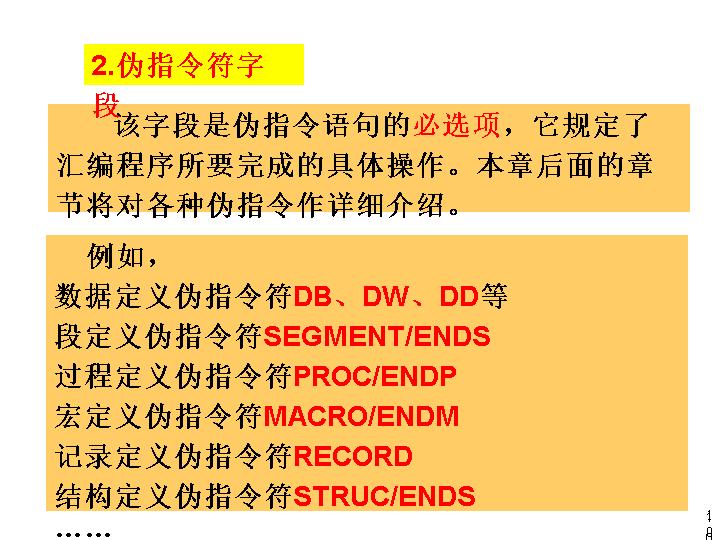 2.伪指令符字
段
该字段是伪指令语句的必选项，它规定了
汇编程序所要完成的具体操作。本章后面的章
节将对各种伪指令作详细介绍。
例如，
数据定义伪指令符DB、DW、DD等
段定义伪指令符SEGMENT/ENDS
过程定义伪指令符PROC/ENDP
宏定义伪指令符MACRO/ENDM
记录定义伪指令符RECORD
结构定义伪指令符STRUC/ENDS
……